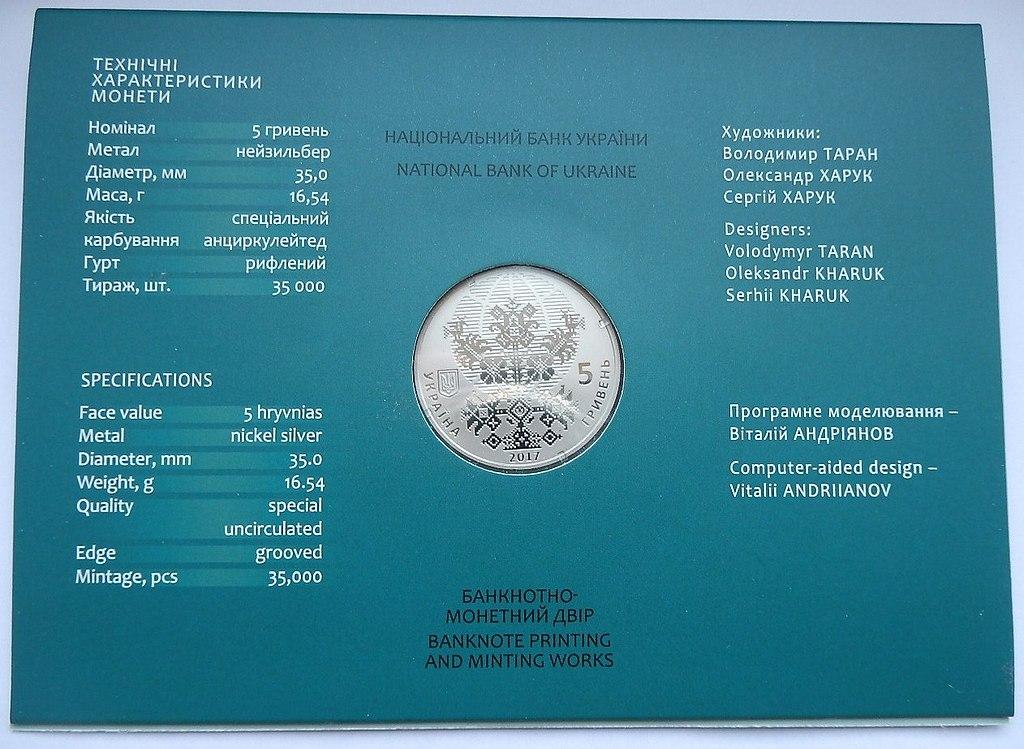 ТЕХНІЧНІ
ХАРАКТЕРИСТИКИ
МОНЕТИ
Номінал 5 гривень
Метал нейзильбер
Діаметр, мм 35,0
Маса, г 16,54
Якість спеціальний
карбування анциркулейтед
Гурт рифлений
Тираж, шт. 35 000
SPECIFICATIONS
Face value 5 hryvnias
Metal nickel silver
Diameter, mm 35.0
Weight, g 16.54
Quality special
uncirculated
Edge grooved
Mintage, pcs 35,000
НАЦІОНАЛЬНИЙ БАНК УКРАЇНИ
NATIONAL BANK OF UKRAINE
УКРАЇНА
5
ГРИВЕНЬ
2017
БАНКНОТНО-
МОНЕТНИЙ ДВІР
BANKNOTE PRINTING
AND MINTING WORKS
Художники:
Володимир ТАРАН
Олександр ХАРУК
Сергій ХАРУК
Designers:
Volodymyr TARAN
Oleksandr KHARUK
Serhii KHARUK
Програмне моделювання –
Віталій АНДРІЯНОВ
Computer-aided design –
Vitalii ANDRIIANOV